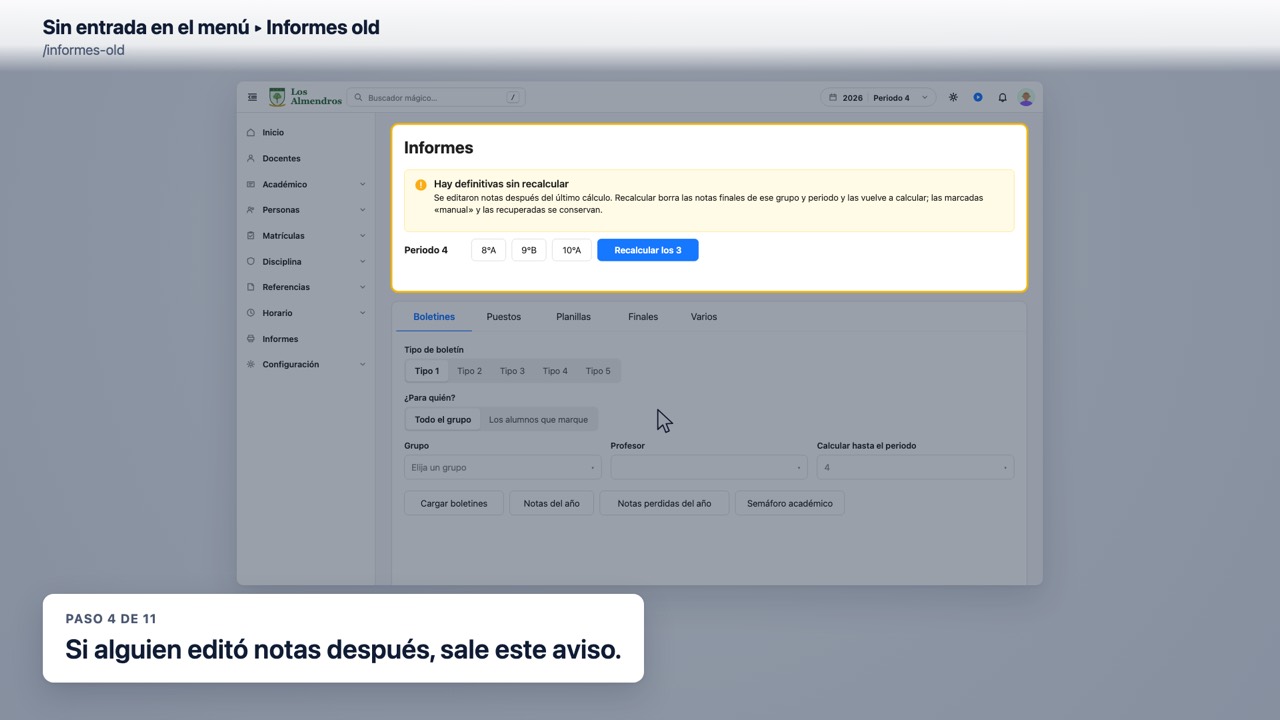 Sin entrada en el menú ▸ Informes old
/informes-old
Los
Almendros
Buscador mágico...
/
2026
Periodo 4
Inicio
Docentes
Académico
Personas
Matrículas
Disciplina
Referencias
Horario
Informes
Configuración
Informes
Hay definitivas sin recalcular
Se editaron notas después del último cálculo. Recalcular borra las notas finales de ese grupo y periodo y las vuelve a calcular; las marcadas
«manual» y las recuperadas se conservan.
Periodo 4
8°A
9°B
10°A
Recalcular los 3
Boletines
Puestos
Planillas
Finales
Varios
Tipo de boletín
Tipo 1
Tipo 2
Tipo 3
Tipo 4
Tipo 5
¿Para quién?
Todo el grupo
Los alumnos que marque
Grupo
Profesor
Calcular hasta el periodo
Elija un grupo
4
Cargar boletines
Notas del año
Notas perdidas del año
Semáforo académico
PASO 4 DE 11
Si alguien editó notas después, sale este aviso.